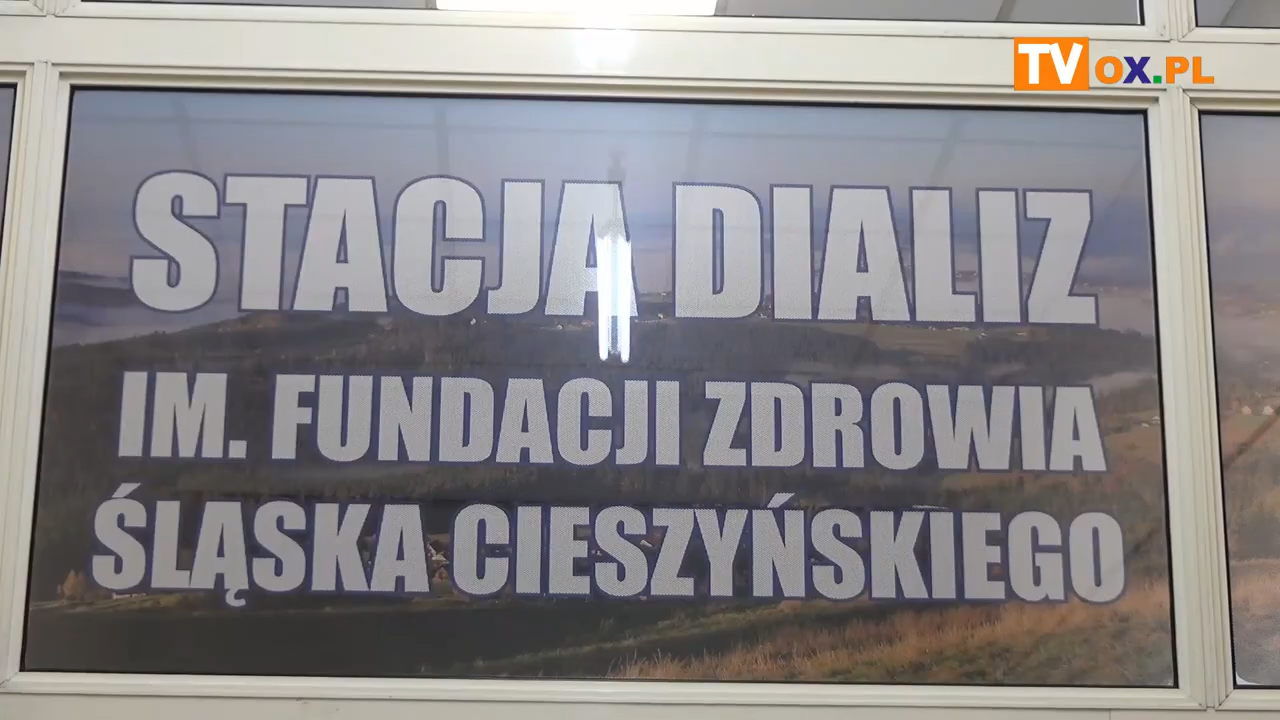 TVOX.PL
STACJA DIALIZ
IM. FUNDACJI ZDROWIA
ŚLĄSKA CIESZYŃSKIEGO